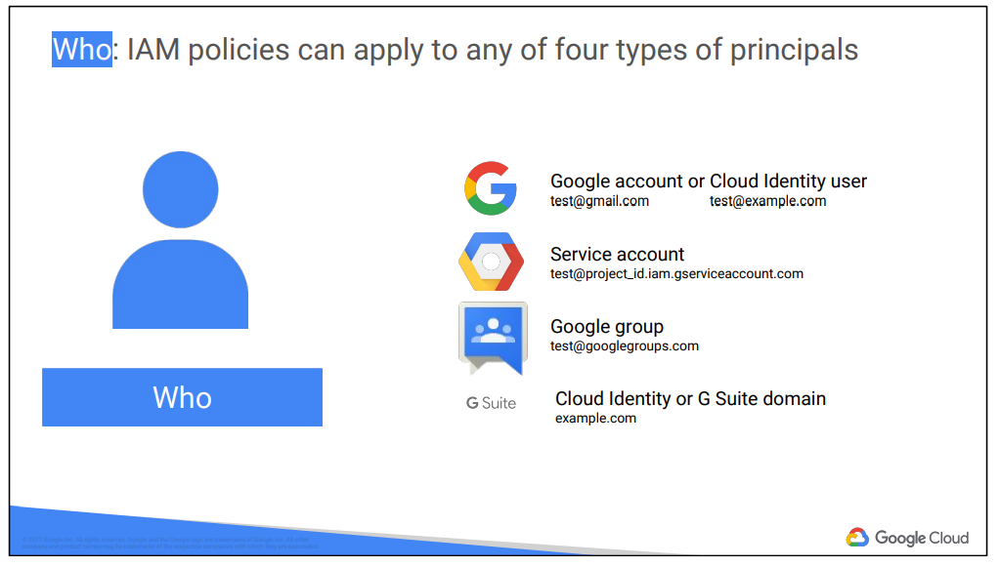 Who: IAM policies can apply to any of four types of principals
Google account or Cloud Identity user
test@gmail.com test@example.com
Service account
test@project_id.iam.gserviceaccount.com
Google group
test@googlegroups.com
Who
G Suite
Cloud Identity or G Suite domain
example.com
Google Cloud